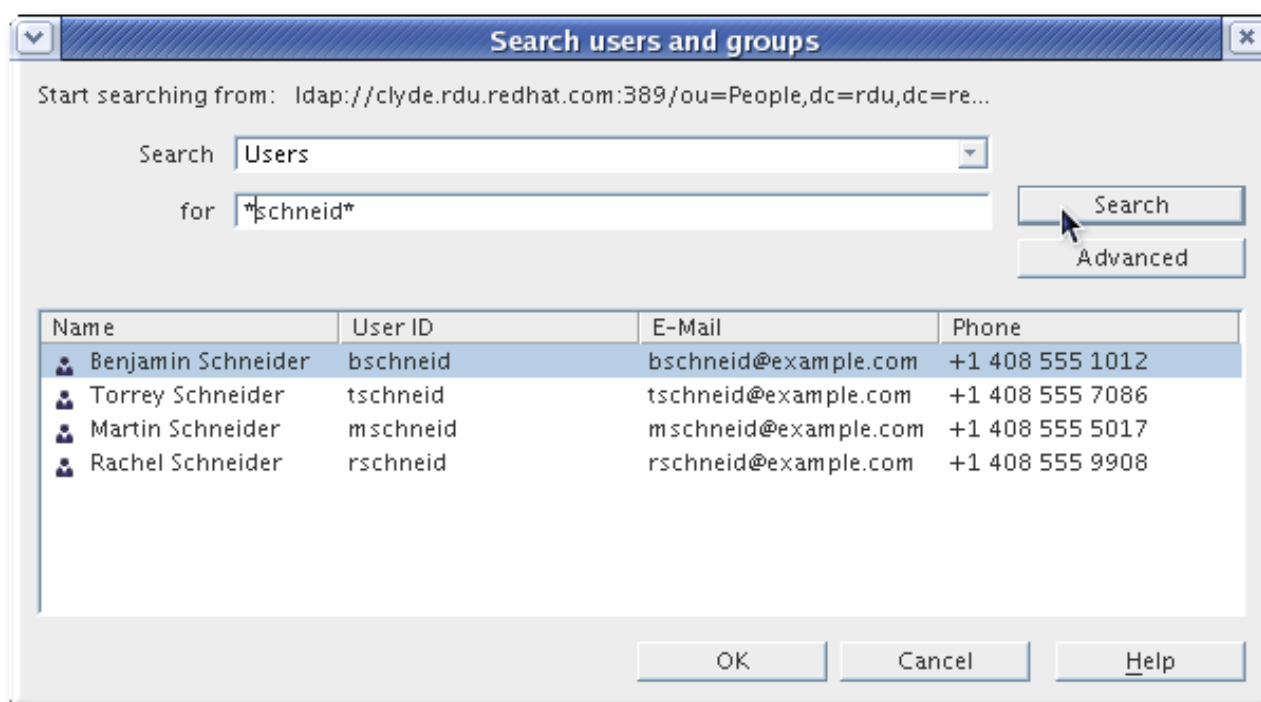 Search users and groups
Start searching from: ldap://clyde.rdu.redhat.com:389/ou=People,dc=rdu,dc=re...
Search Users
for *schneid*
Search
Advanced
Name User ID E-Mail Phone
Benjamin Schneider bschneid bschneid@example.com +1 408 555 1012
Torrey Schneider tschneid tschneid@example.com +1 408 555 7086
Martin Schneider mschneid mschneid@example.com +1 408 555 5017
Rachel Schneider rschneid rschneid@example.com +1 408 555 9908
OK Cancel Help